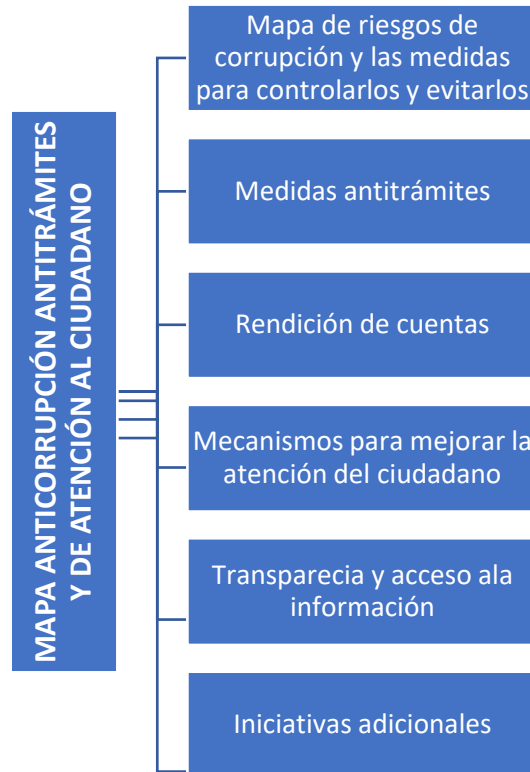 MAPA ANTICORRUPCIÓN ANTITRÁMITES
Y DE ATENCIÓN AL CIUDADANO
Mapa de riesgos de
corrupción y las medidas
para controlarlos y evitarlos
Medidas antitrámites
Rendición de cuentas
Mecanismos para mejorar la
atención del ciudadano
Transparecia y acceso ala
información
Iniciativas adicionales